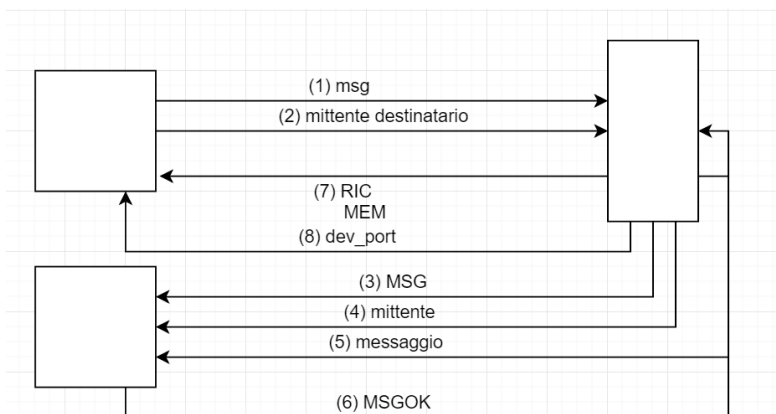 (1) msg
(2) mittente destinatario
(7) RIC
MEM
(8) dev_port
(3) MSG
(4) mittente
(5) messaggio
(6) MSGOK